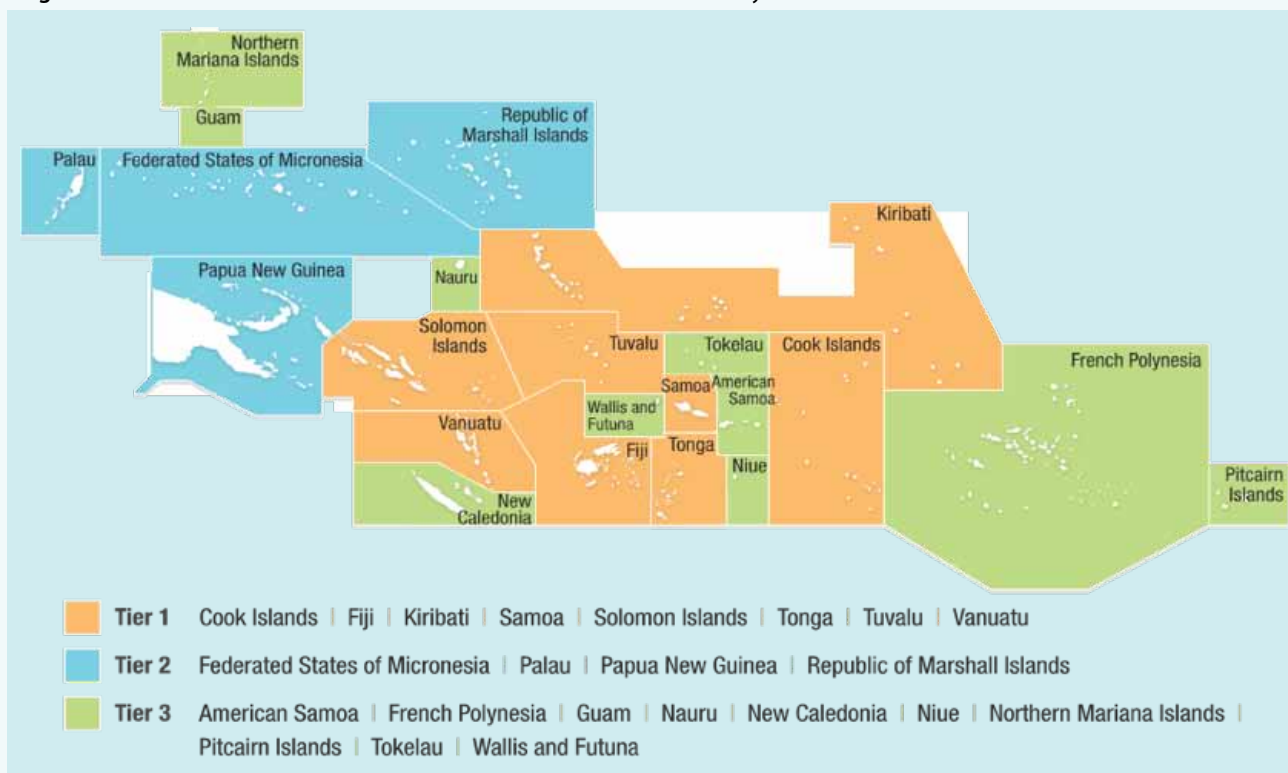 Northern
Mariana Islands
Guam
Republic of
Marshall Islands
Palau
Federated States of Micronesia
Kiribati
Papua New Guinea
Nauru
Solomon
Islands
Tuvalu
Tokelau
Cook Islands
French Polynesia
Samoa
American
Samoa
Wallis and
Futuna
Vanuatu
Fiji
Tonga
Niue
Pitcairn
Islands
New
Caledonia
Tier 1 Cook Islands | Fiji | Kiribati | Samoa | Solomon Islands | Tonga | Tuvalu | Vanuatu
Tier 2 Federated States of Micronesia | Palau | Papua New Guinea | Republic of Marshall Islands
Tier 3 American Samoa | French Polynesia | Guam | Nauru | New Caledonia | Niue | Northern Mariana Islands |
Pitcairn Islands | Tokelau | Wallis and Futuna